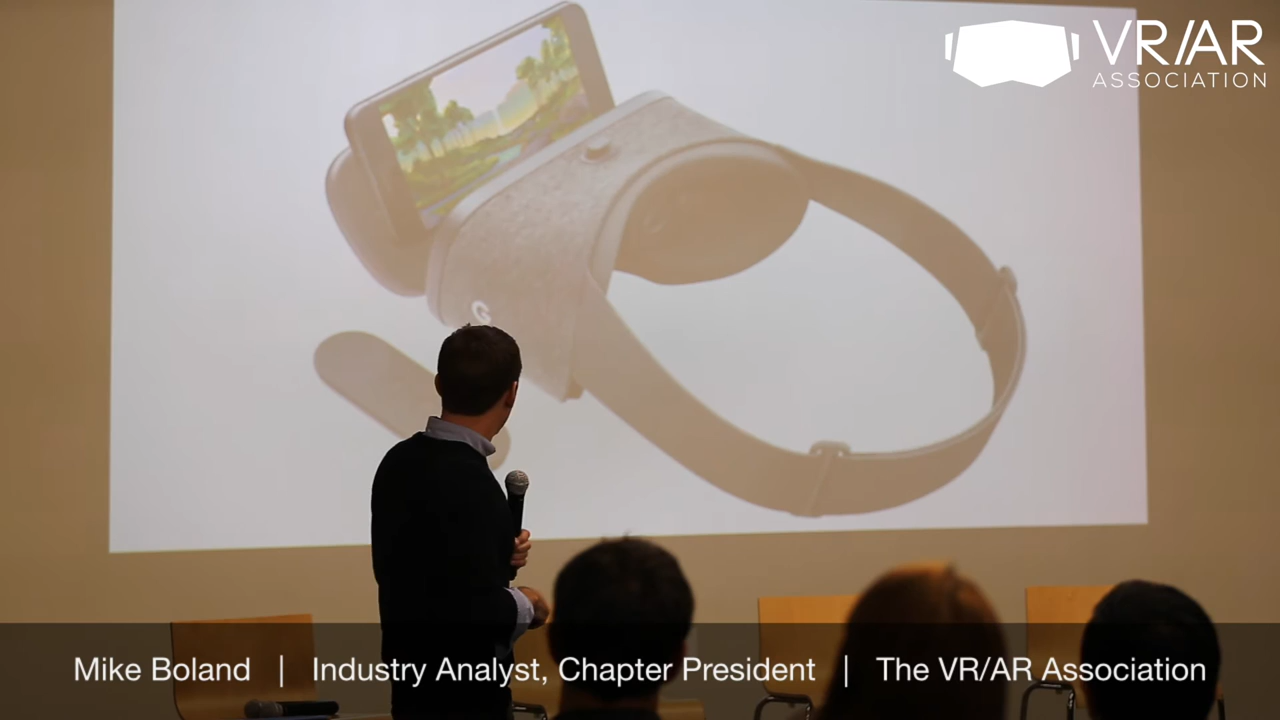 VR/AR
ASSOCIATION
G
Mike Boland | Industry Analyst, Chapter President | The VR/AR Association